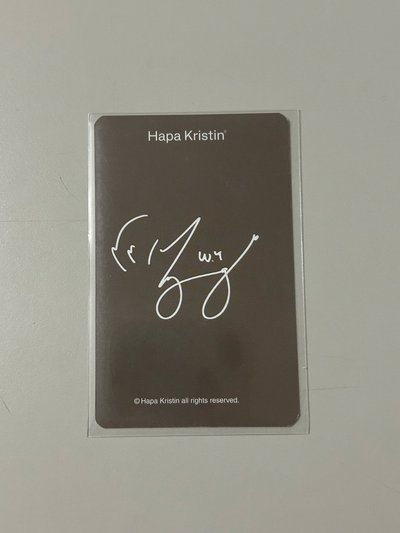 Hapa Kristin®
W.Y
© Hapa Kristin all rights reserved.